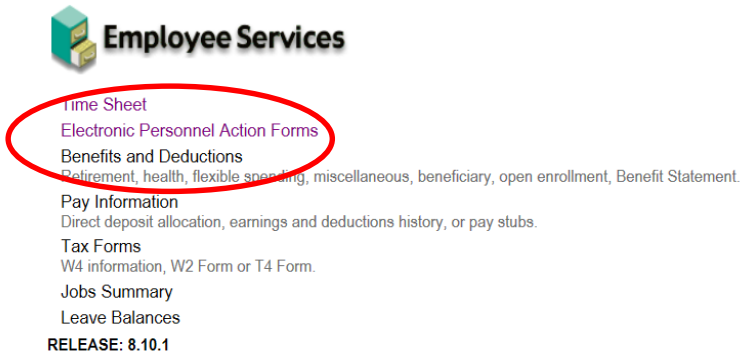 Employee Services
Time Sheet
Electronic Personnel Action Forms
Benefits and Deductions
Retirement, health, flexible spending, miscellaneous, beneficiary, open enrollment, Benefit Statement.
Pay Information
Direct deposit allocation, earnings and deductions history, or pay stubs.
Tax Forms
W4 information, W2 Form or T4 Form.
Jobs Summary
Leave Balances
RELEASE: 8.10.1